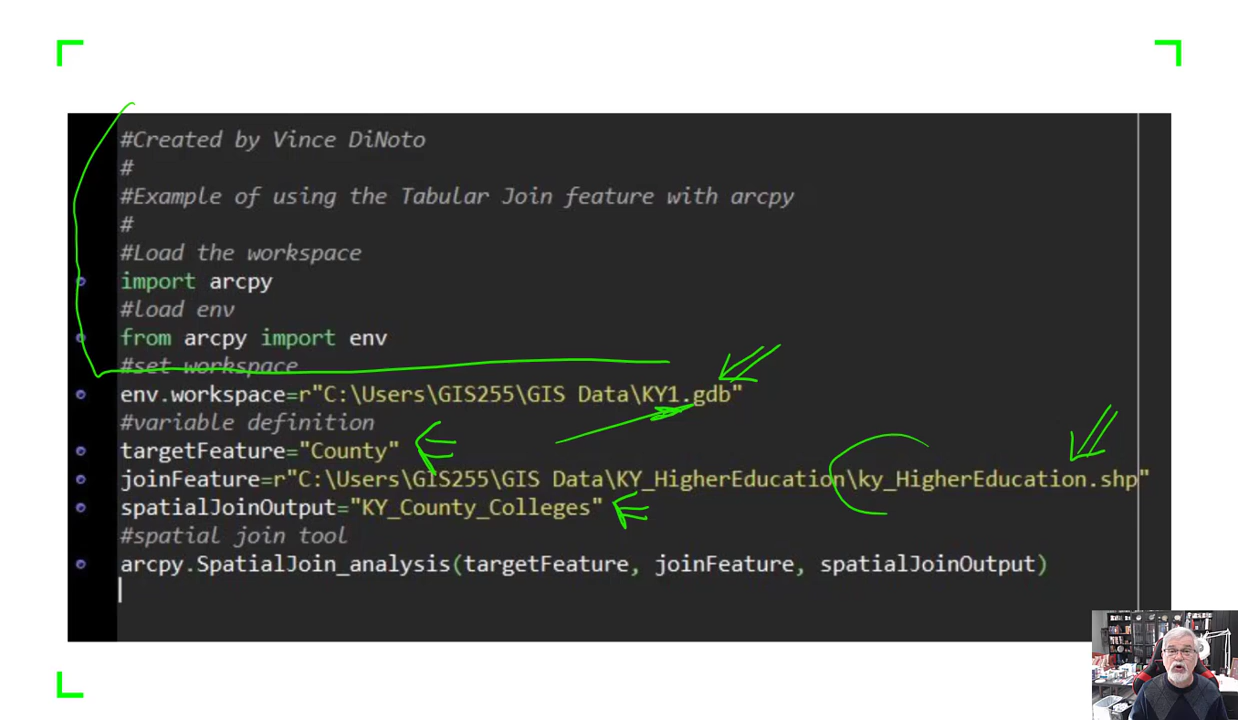 #Created by Vince DiNoto
#
#Example of using the Tabular Join feature with arcpy
#
#Load the workspace
import arcpy
#load env
from arcpy import env
#set workspace
env.workspace=r"C:\Users\GIS255\GIS Data\KY1.gdb"
#variable definition
targetFeature="County"
joinFeature=r"C:\Users\GIS255\GIS Data\KY_HigherEducation\ky_HigherEducation.shp"
spatialJoinOutput="KY_County_Colleges"
#spatial join tool
arcpy.SpatialJoin_analysis(targetFeature, joinFeature, spatialJoinOutput)